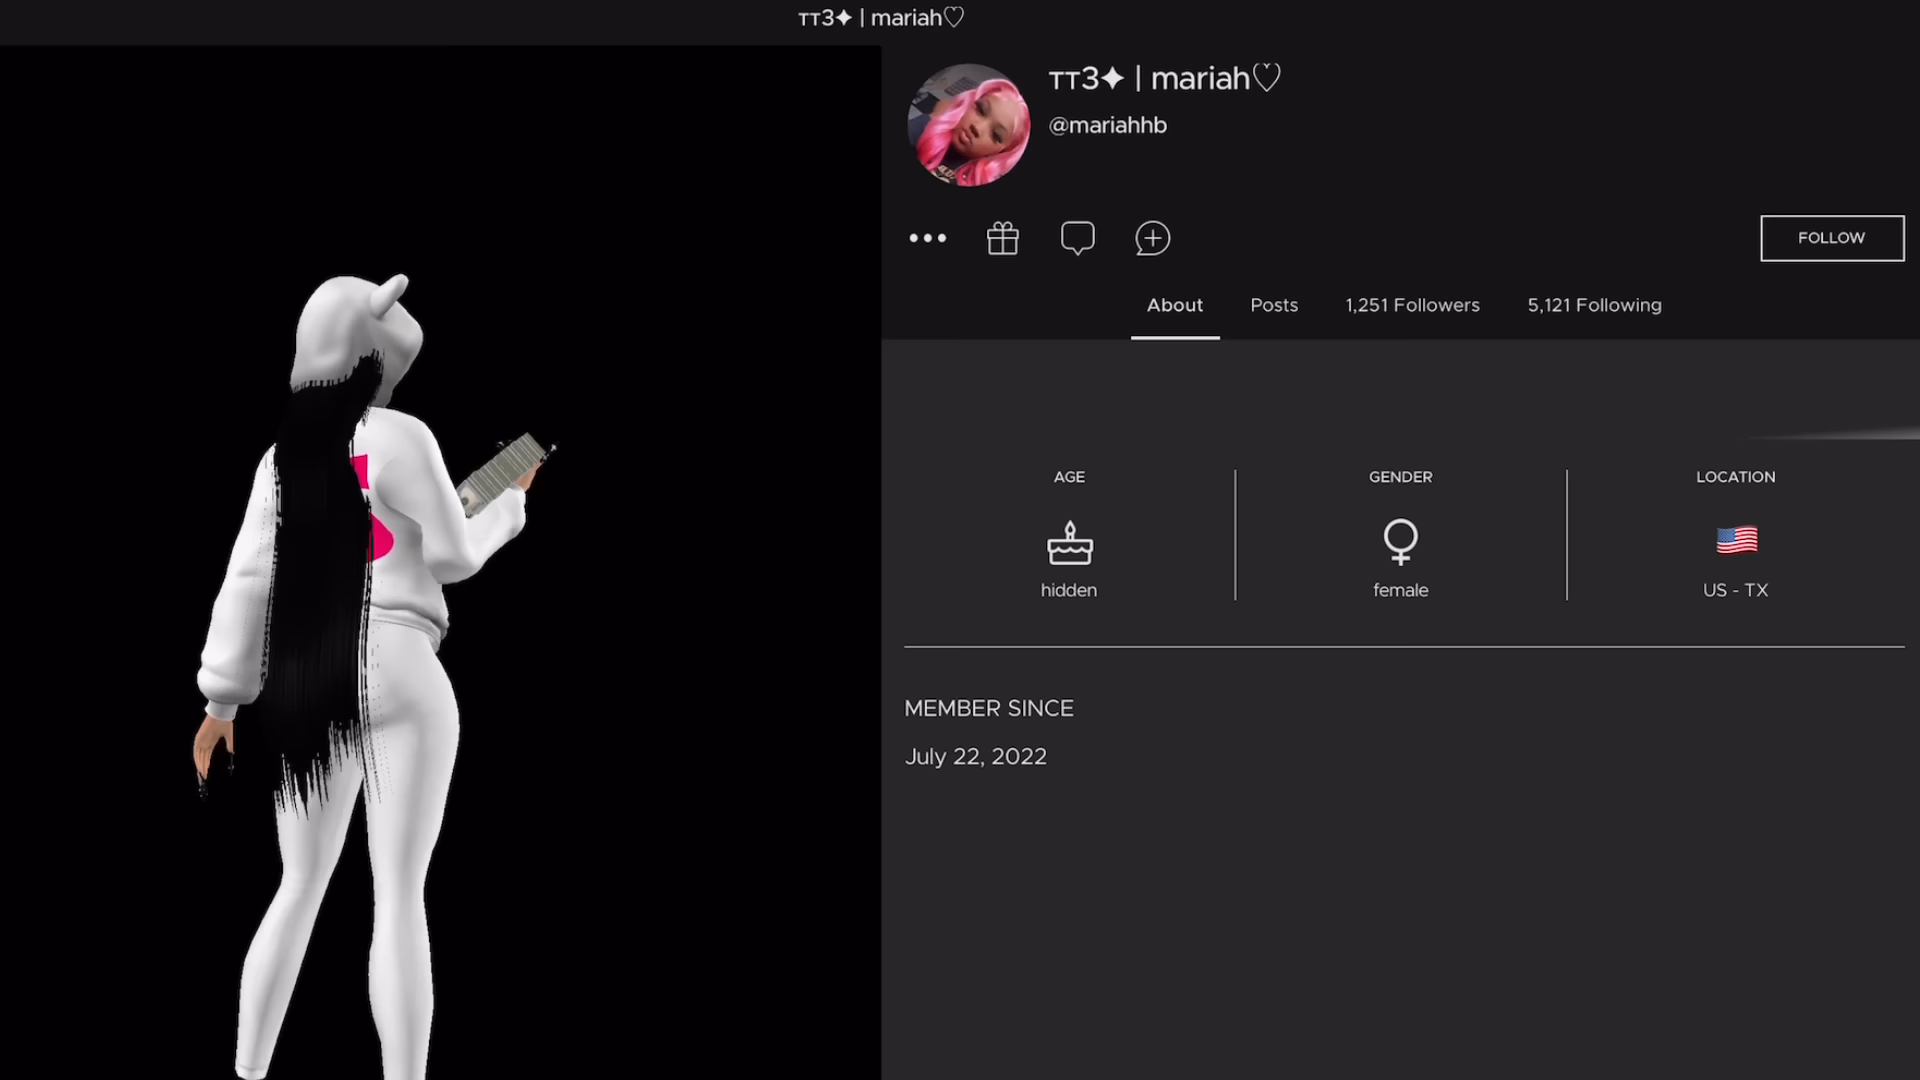 ᴛᴛ3✦ | mariah♡
ᴛᴛ3✦ | mariah♡
@mariahhb
FOLLOW
About Posts 1,251 Followers 5,121 Following
AGE GENDER LOCATION
hidden female US - TX
MEMBER SINCE
July 22, 2022